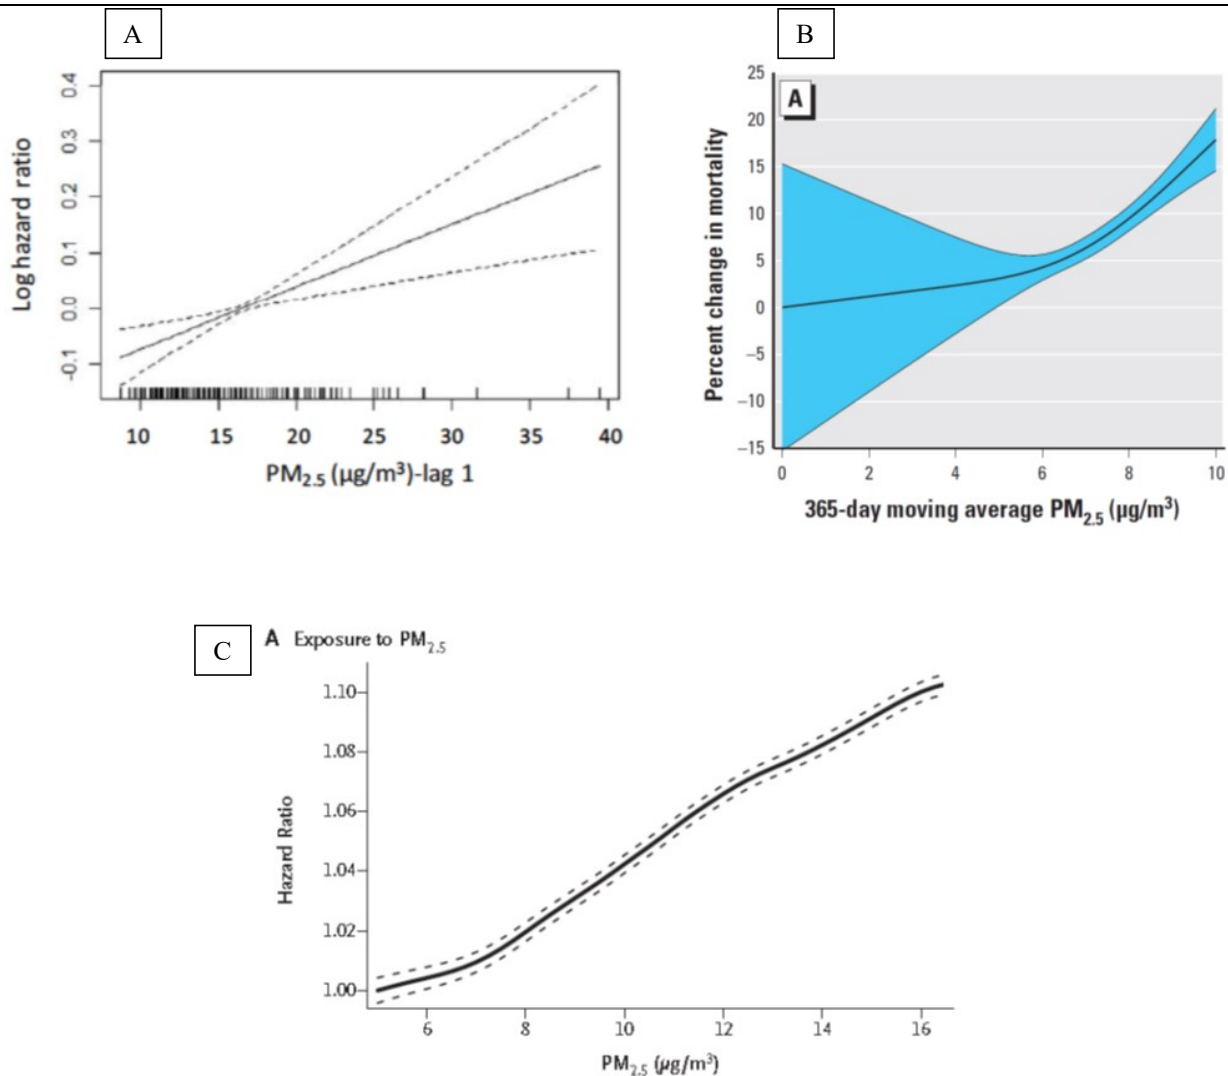 A
B
Log hazard ratio
0.4
0.3
0.2
0.1
0.0
-0.1
10 15 20 25 30 35 40
PM2.5 (µg/m³)-lag 1
A
Percent change in mortality
25
20
15
10
5
0
−5
−10
−15
0 2 4 6 8 10
365-day moving average PM2.5 (µg/m³)
C
A Exposure to PM2.5
Hazard Ratio
1.10
1.08
1.06
1.04
1.02
1.00
6 8 10 12 14 16
PM2.5 (µg/m³)